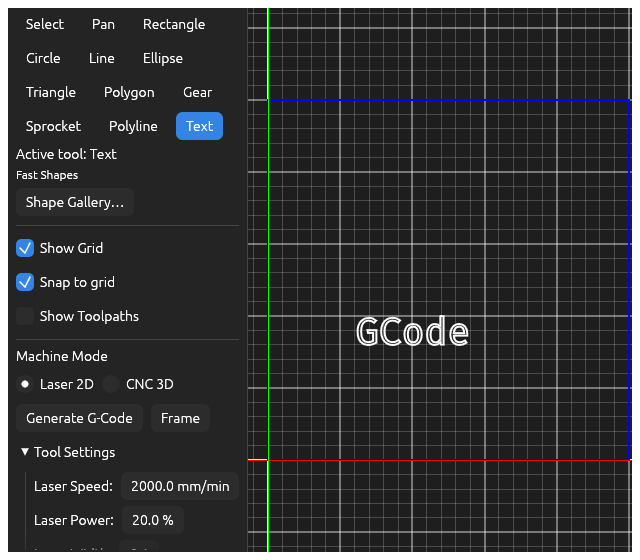 Select Pan Rectangle
Circle Line Ellipse
Triangle Polygon Gear
Sprocket Polyline Text
Active tool: Text
Fast Shapes
Shape Gallery...
Show Grid
Snap to grid
Show Toolpaths
GCode
Machine Mode
Laser 2D CNC 3D
Generate G-Code Frame
Tool Settings
Laser Speed: 2000.0 mm/min
Laser Power: 20.0 %